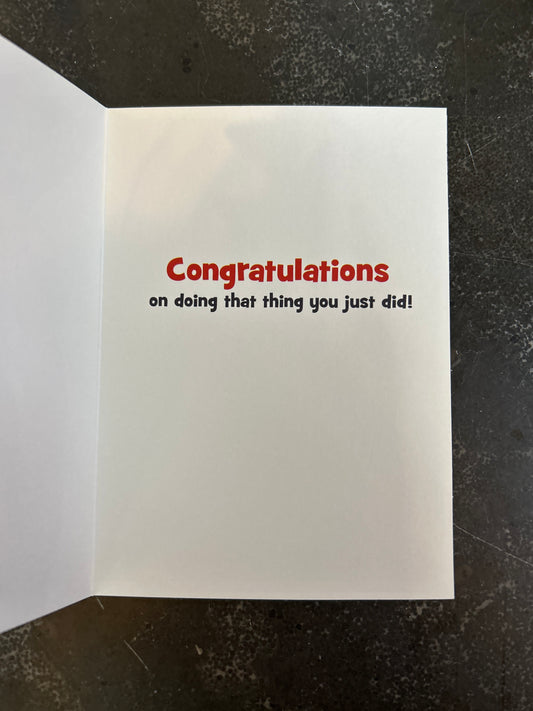 Congratulations
on doing that thing you just did!